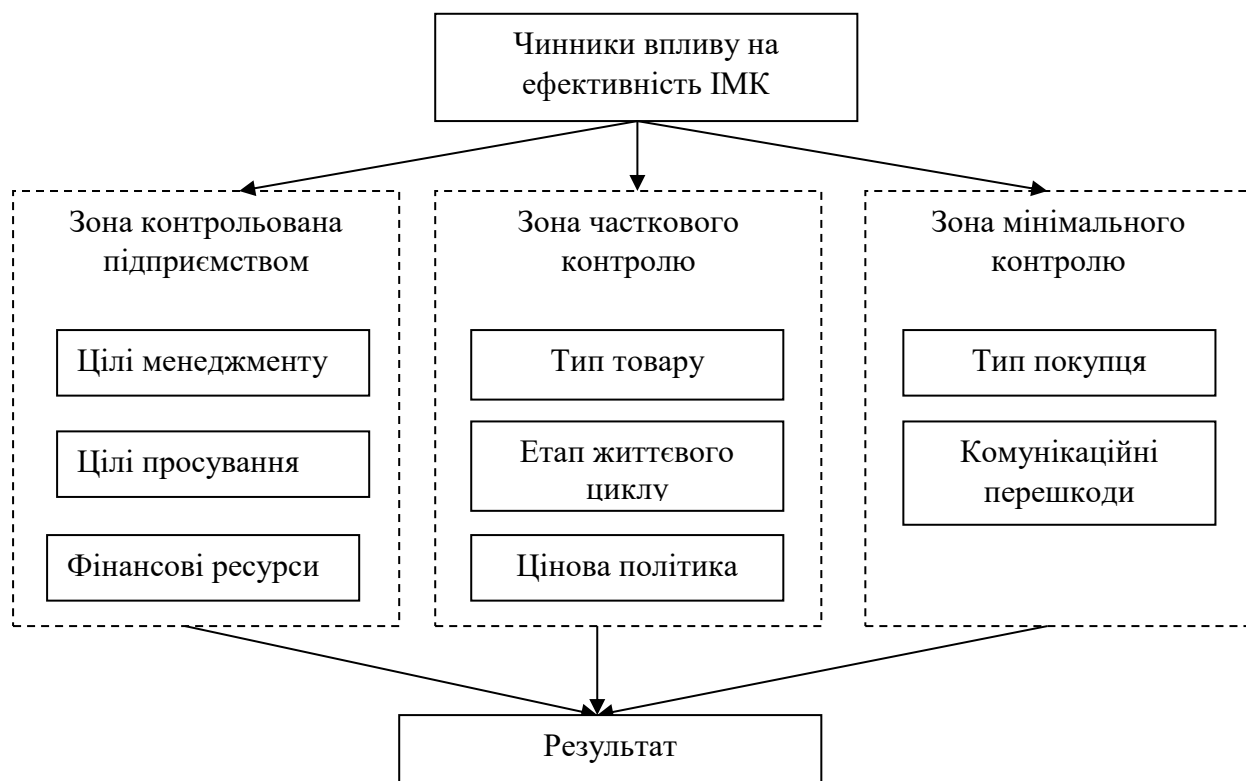 Чинники впливу на
ефективність ІМК
Зона контрольована
підприємством
Цілі менеджменту
Цілі просування
Фінансові ресурси
Зона часткового
контролю
Тип товару
Етап життєвого
циклу
Цінова політика
Зона мінімального
контролю
Тип покупця
Комунікаційні
перешкоди
Результат